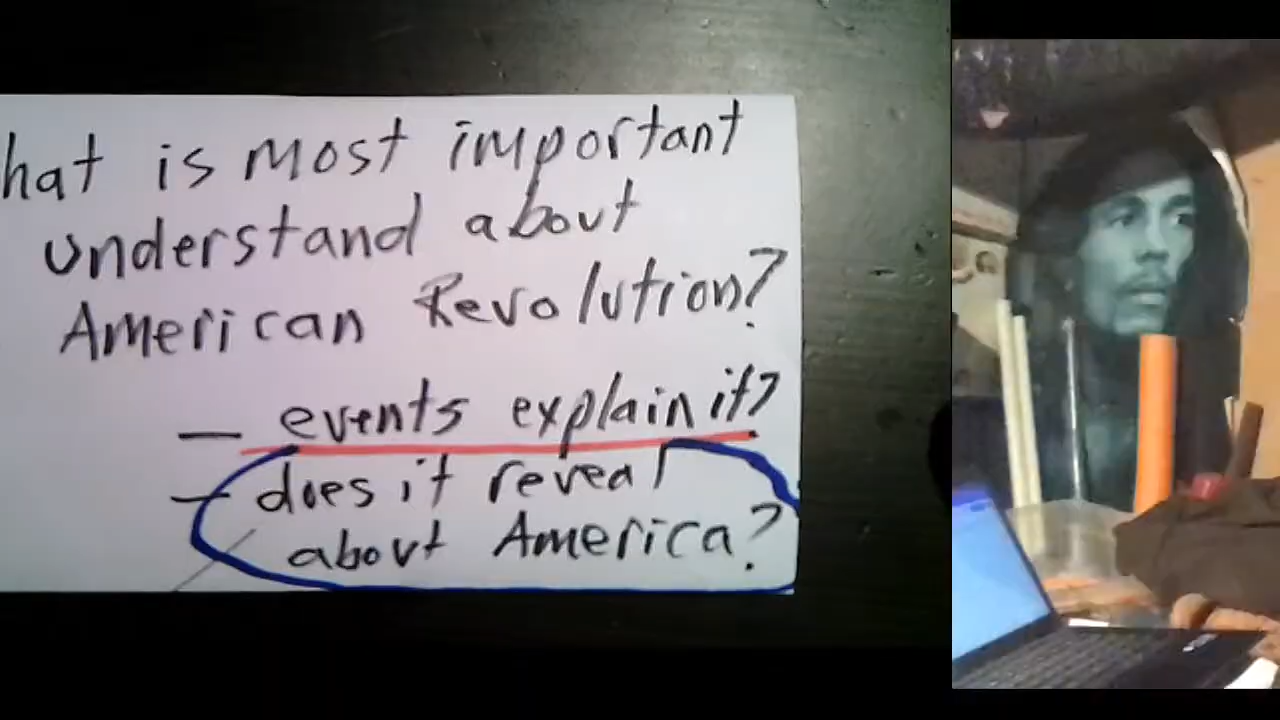 hat is most important
understand about
American Revolution?
— events explain it?
— does it reveal
about America?